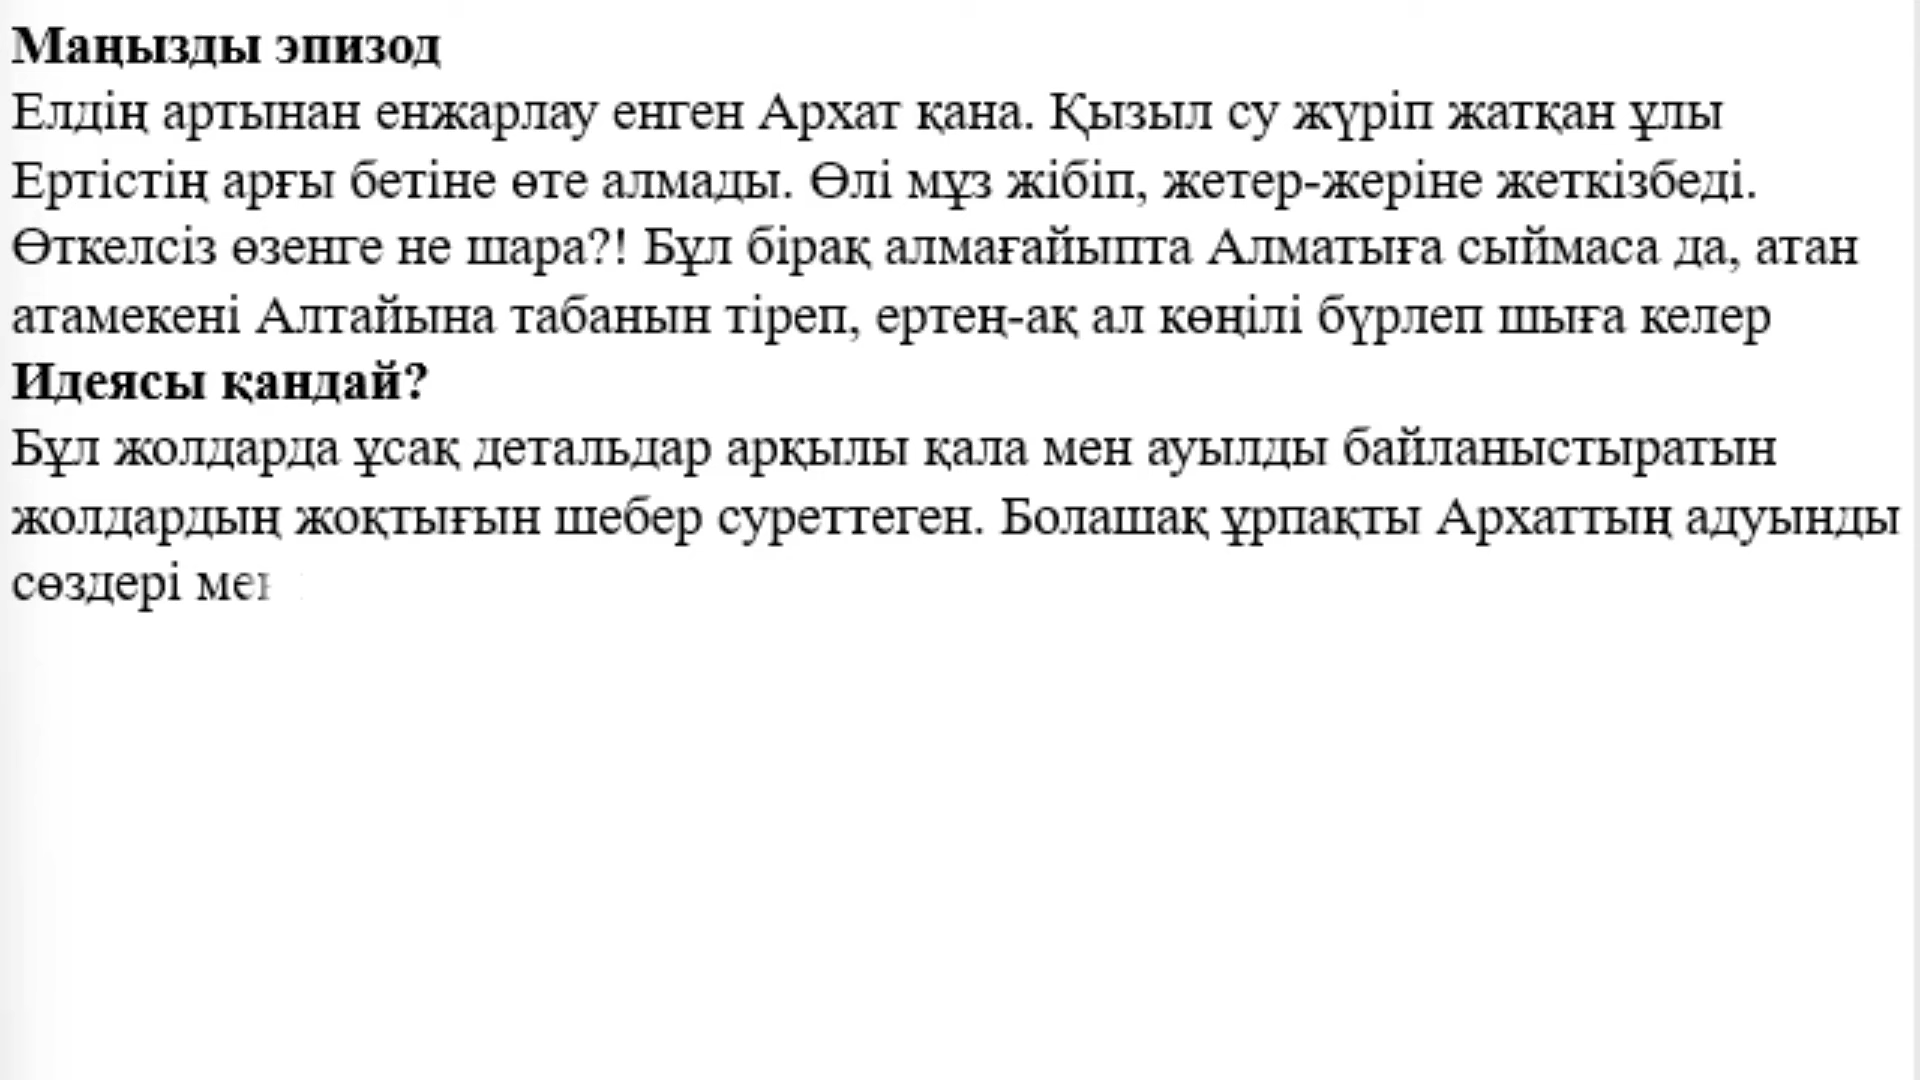 Маңызды эпизод
Елдің артынан енжарлау енген Архат қана. Қызыл су жүріп жатқан ұлы
Ертістің арғы бетіне өте алмады. Өлі мұз жібіп, жетер-жеріне жеткізбеді.
Өткелсіз өзенге не шара?! Бұл бірақ алмағайыпта Алматыға сыймаса да, атан
атамекені Алтайына табанын тіреп, ертең-ақ ал көңілі бүрлеп шыға келер
Идеясы қандай?
Бұл жолдарда ұсақ детальдар арқылы қала мен ауылды байланыстыратын
жолдардың жоқтығын шебер суреттеген. Болашақ ұрпақты Архаттың адуынды
сөздері мен